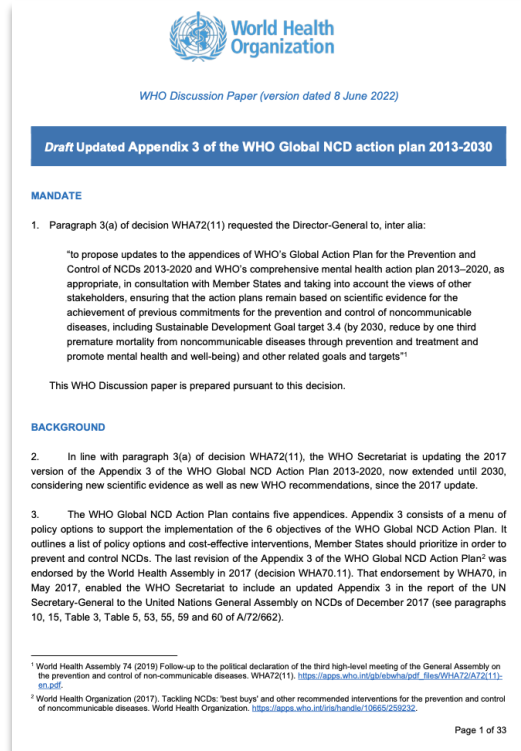 World Health
Organization
WHO Discussion Paper (version dated 8 June 2022)
Draft Updated Appendix 3 of the WHO Global NCD action plan 2013-2030
MANDATE
1. Paragraph 3(a) of decision WHA72(11) requested the Director-General to, inter alia:
“to propose updates to the appendices of WHO’s Global Action Plan for the Prevention and
Control of NCDs 2013-2020 and WHO’s comprehensive mental health action plan 2013–2020, as
appropriate, in consultation with Member States and taking into account the views of other
stakeholders, ensuring that the action plans remain based on scientific evidence for the
achievement of previous commitments for the prevention and control of noncommunicable
diseases, including Sustainable Development Goal target 3.4 (by 2030, reduce by one third
premature mortality from noncommunicable diseases through prevention and treatment and
promote mental health and well-being) and other related goals and targets”1
This WHO Discussion paper is prepared pursuant to this decision.
BACKGROUND
2. In line with paragraph 3(a) of decision WHA72(11), the WHO Secretariat is updating the 2017
version of the Appendix 3 of the WHO Global NCD Action Plan 2013-2020, now extended until 2030,
considering new scientific evidence as well as new WHO recommendations, since the 2017 update.
3. The WHO Global NCD Action Plan contains five appendices. Appendix 3 consists of a menu of
policy options to support the implementation of the 6 objectives of the WHO Global NCD Action Plan. It
outlines a list of policy options and cost-effective interventions, Member States should prioritize in order to
prevent and control NCDs. The last revision of the Appendix 3 of the WHO Global NCD Action Plan2 was
endorsed by the World Health Assembly in 2017 (decision WHA70.11). That endorsement by WHA70, in
May 2017, enabled the WHO Secretariat to include an updated Appendix 3 in the report of the UN
Secretary-General to the United Nations General Assembly on NCDs of December 2017 (see paragraphs
10, 15, Table 3, Table 5, 53, 55, 59 and 60 of A/72/662).
1 World Health Assembly 74 (2019) Follow-up to the political declaration of the third high-level meeting of the General Assembly on
the prevention and control of non-communicable diseases. WHA72(11). https://apps.who.int/gb/ebwha/pdf_files/WHA72/A72(11)-
en.pdf.
2 World Health Organization (2017). Tackling NCDs: 'best buys' and other recommended interventions for the prevention and control
of noncommunicable diseases. World Health Organization. https://apps.who.int/iris/handle/10665/259232.
Page 1 of 33